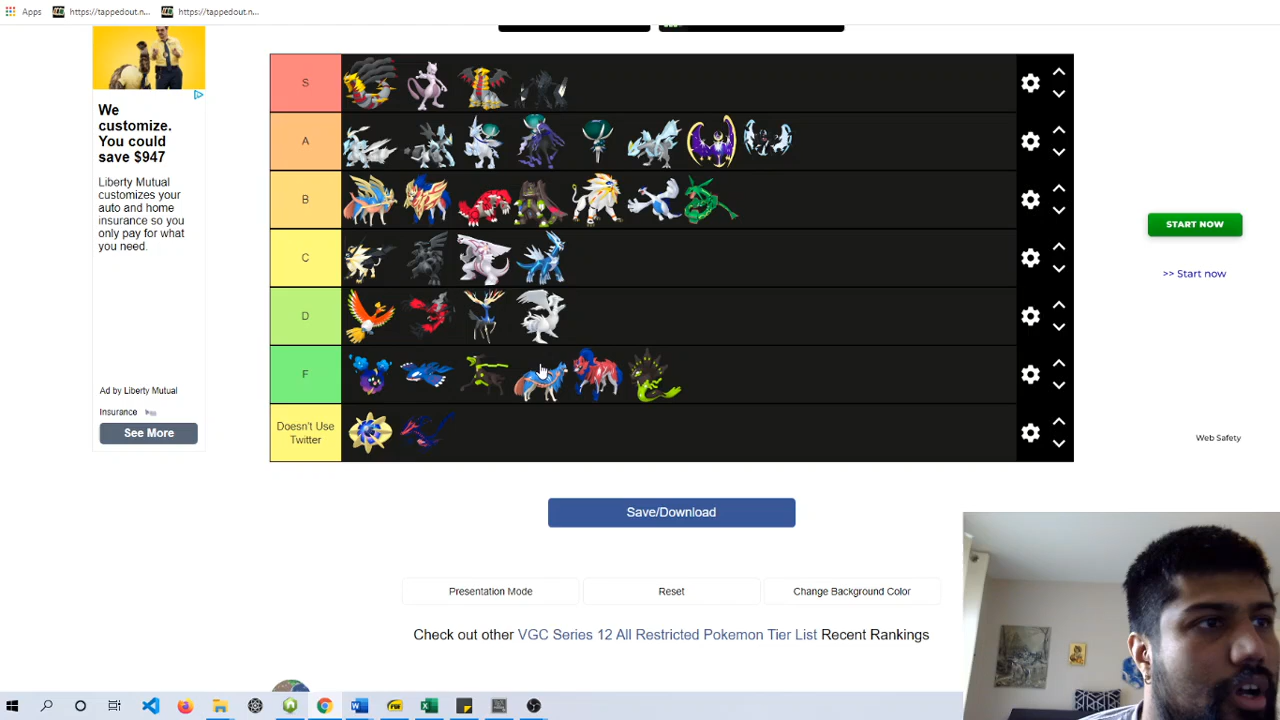 Apps
https://tappedout.n...
https://tappedout.n...
We
customize.
You could
save $947
Liberty Mutual
customizes your
auto and home
insurance so you
only pay for what
you need.
Ad by Liberty Mutual
Insurance
See More
S
A
B
C
D
F
Doesn't Use
Twitter
START NOW
>> Start now
Web Safety
Save/Download
Presentation Mode
Reset
Change Background Color
Check out other VGC Series 12 All Restricted Pokemon Tier List Recent Rankings